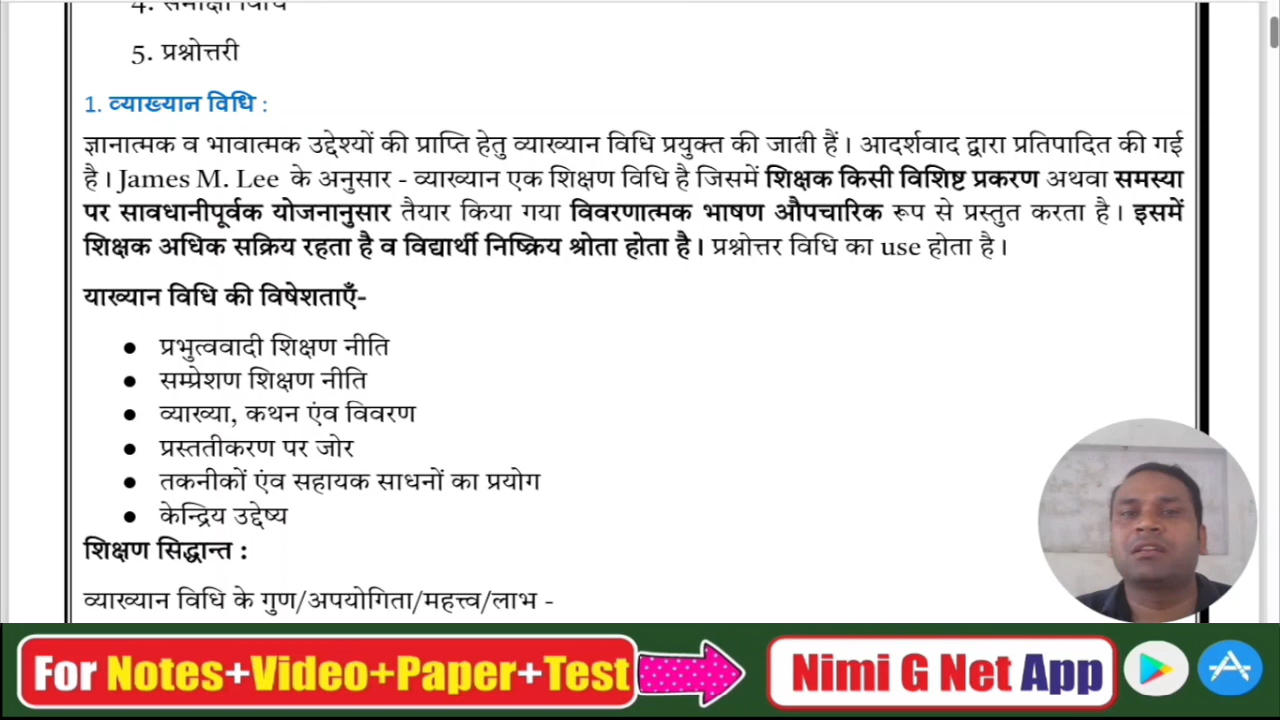 5. प्रश्नोत्तरी
1. व्याख्यान विधि :
ज्ञानात्मक व भावात्मक उद्देश्यों की प्राप्ति हेतु व्याख्यान विधि प्रयुक्त की जाती हैं। आदर्शवाद द्वारा प्रतिपादित की गई
है। James M. Lee के अनुसार - व्याख्यान एक शिक्षण विधि है जिसमें शिक्षक किसी विशिष्ट प्रकरण अथवा समस्या
पर सावधानीपूर्वक योजनानुसार तैयार किया गया विवरणात्मक भाषण औपचारिक रूप से प्रस्तुत करता है। इसमें
शिक्षक अधिक सक्रिय रहता है व विद्यार्थी निष्क्रिय श्रोता होता है। प्रश्नोत्तर विधि का use होता है।
याख्यान विधि की विषेशताएँ-
● प्रभुत्ववादी शिक्षण नीति
● सम्प्रेशण शिक्षण नीति
● व्याख्या, कथन एंव विवरण
● प्रस्ततीकरण पर जोर
● तकनीकों एंव सहायक साधनों का प्रयोग
● केन्द्रिय उद्देष्य
शिक्षण सिद्धान्त :
व्याख्यान विधि के गुण/अपयोगिता/महत्त्व/लाभ -
For Notes+Video+Paper+Test Nimi G Net App